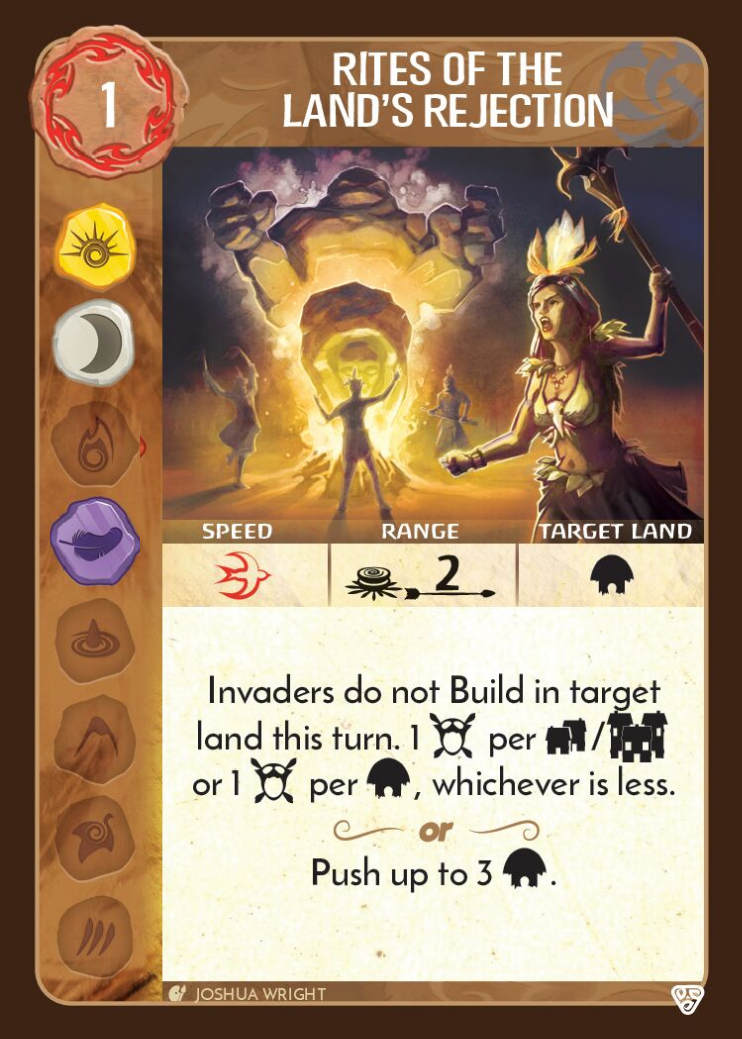 1
RITES OF THE
LAND'S REJECTION
SPEED RANGE TARGET LAND
2
Invaders do not Build in target
land this turn. 1 per /
or 1 per , whichever is less.
or
Push up to 3 .
JOSHUA WRIGHT